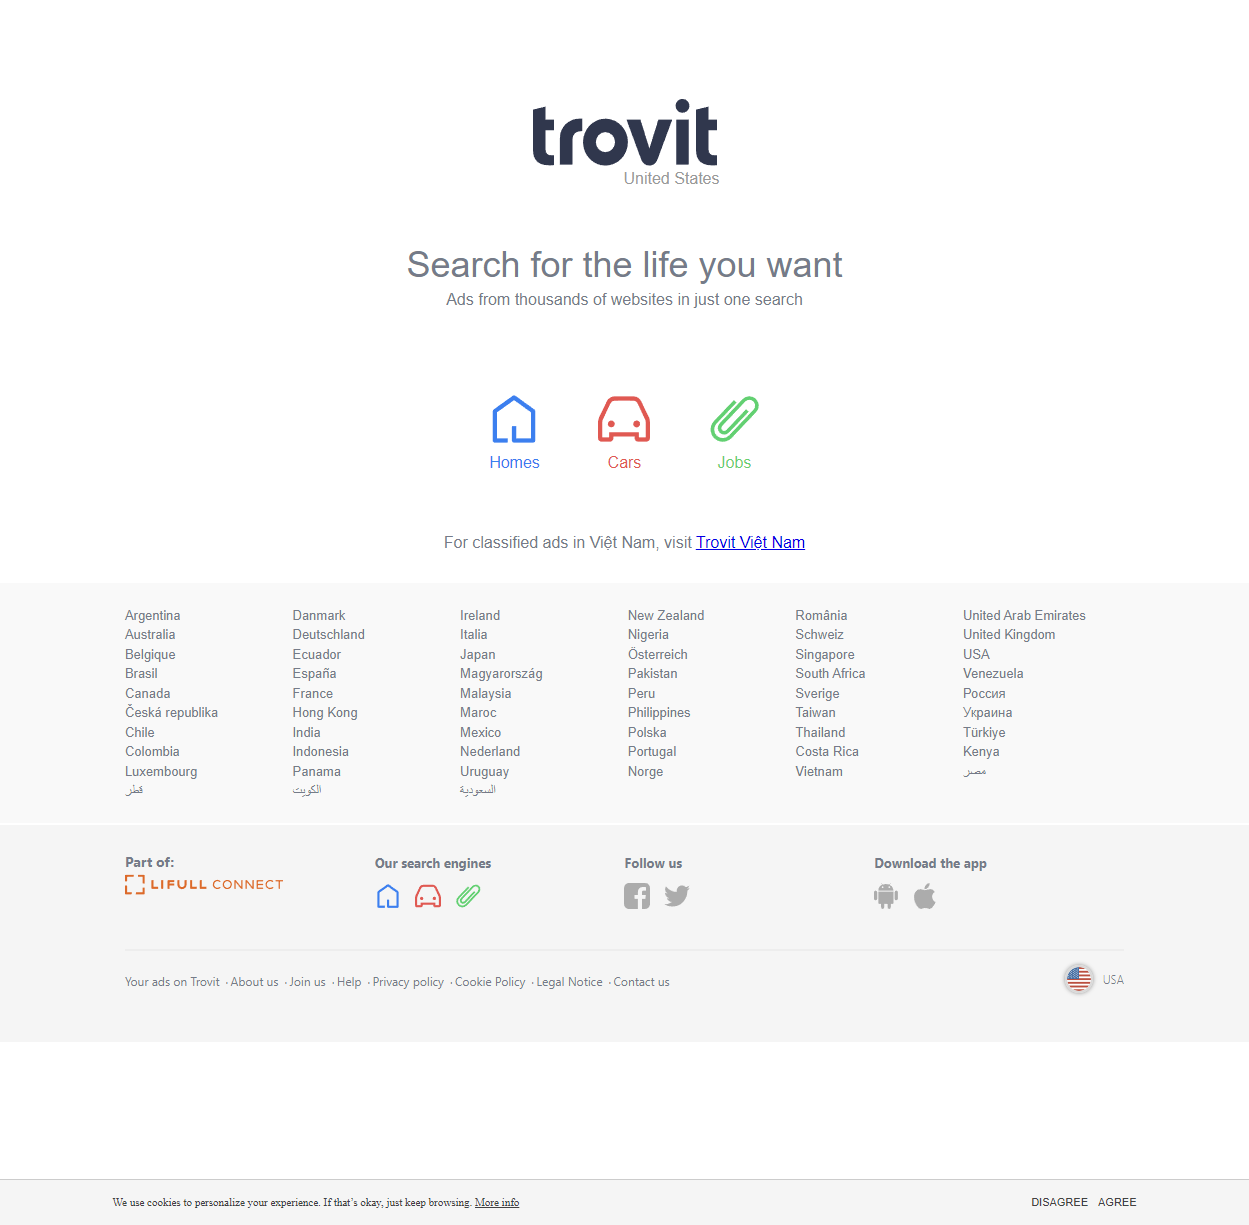 trovit
United States
Search for the life you want
Ads from thousands of websites in just one search
Homes Cars Jobs
For classified ads in Việt Nam, visit Trovit Việt Nam
Argentina Danmark Ireland New Zealand România United Arab Emirates
Australia Deutschland Italia Nigeria Schweiz United Kingdom
Belgique Ecuador Japan Österreich Singapore USA
Brasil España Magyarország Pakistan South Africa Venezuela
Canada France Malaysia Peru Sverige Россия
Česká republika Hong Kong Maroc Philippines Taiwan Украина
Chile India Mexico Polska Thailand Türkiye
Colombia Indonesia Nederland Portugal Costa Rica Kenya
Luxembourg Panama Uruguay Norge Vietnam مصر
قطر الكويت السعودية
Part of: Our search engines Follow us Download the app
LIFULL CONNECT
Your ads on Trovit · About us · Join us · Help · Privacy policy · Cookie Policy · Legal Notice · Contact us USA
We use cookies to personalize your experience. If that's okay, just keep browsing. More info DISAGREE AGREE